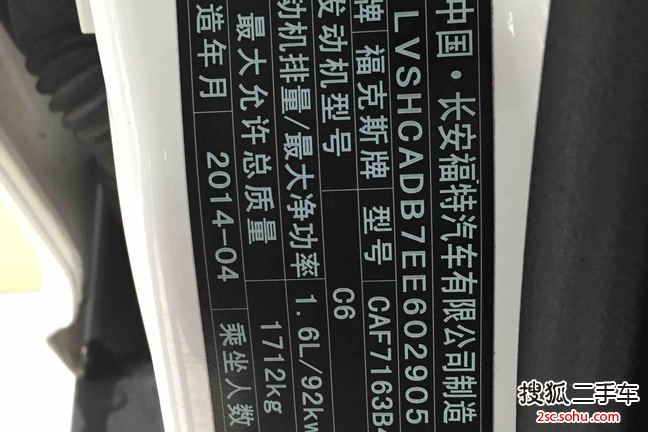 中国·长安福特汽车有限公司制造
LVSHCADB7EE602905
牌 福克斯牌 型号 CAF7163B4
发动机型号 C6
动机排量/最大净功率 1.6L/92kw
最大允许总质量 1712kg
造年月 2014-04 乘坐人数
搜狐二手车
2sc.sohu.com